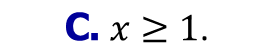 C. x ≥ 1.